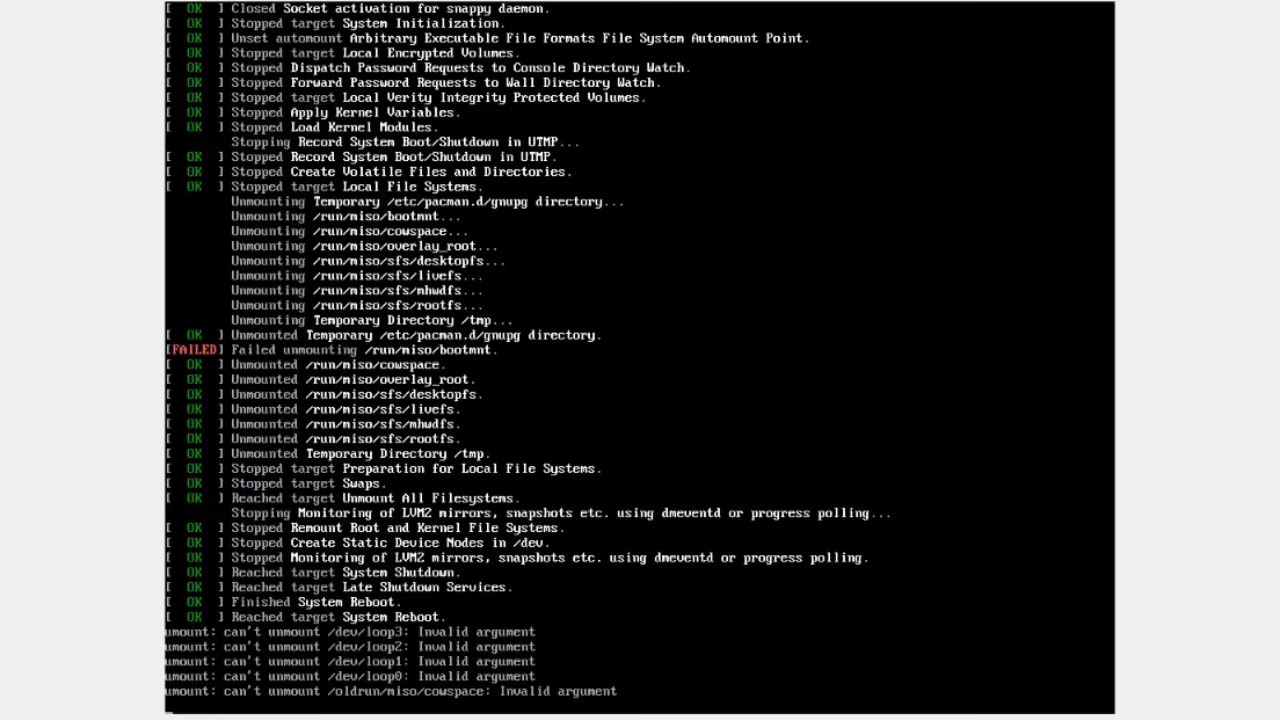 [  OK  ] Closed Socket activation for snappy daemon.
[  OK  ] Stopped target System Initialization.
[  OK  ] Unset automount Arbitrary Executable File Formats File System Automount Point.
[  OK  ] Stopped target Local Encrypted Volumes.
[  OK  ] Stopped Dispatch Password Requests to Console Directory Watch.
[  OK  ] Stopped Forward Password Requests to Wall Directory Watch.
[  OK  ] Stopped target Local Verity Integrity Protected Volumes.
[  OK  ] Stopped Apply Kernel Variables.
[  OK  ] Stopped Load Kernel Modules.
Stopping Record System Boot/Shutdown in UTMP...
[  OK  ] Stopped Record System Boot/Shutdown in UTMP.
[  OK  ] Stopped Create Volatile Files and Directories.
[  OK  ] Stopped target Local File Systems.
Unmounting Temporary /etc/pacman.d/gnupg directory...
Unmounting /run/miso/bootmnt...
Unmounting /run/miso/cowspace...
Unmounting /run/miso/overlay_root...
Unmounting /run/miso/sfs/desktopfs...
Unmounting /run/miso/sfs/livefs...
Unmounting /run/miso/sfs/mhwdfs...
Unmounting /run/miso/sfs/rootfs...
Unmounting Temporary Directory /tmp...
[  OK  ] Unmounted Temporary /etc/pacman.d/gnupg directory.
[FAILED] Failed unmounting /run/miso/bootmnt.
[  OK  ] Unmounted /run/miso/cowspace.
[  OK  ] Unmounted /run/miso/overlay_root.
[  OK  ] Unmounted /run/miso/sfs/desktopfs.
[  OK  ] Unmounted /run/miso/sfs/livefs.
[  OK  ] Unmounted /run/miso/sfs/mhwdfs.
[  OK  ] Unmounted /run/miso/sfs/rootfs.
[  OK  ] Unmounted Temporary Directory /tmp.
[  OK  ] Stopped target Preparation for Local File Systems.
[  OK  ] Stopped target Swaps.
[  OK  ] Reached target Unmount All Filesystems.
Stopping Monitoring of LVM2 mirrors, snapshots etc. using dmeventd or progress polling...
[  OK  ] Stopped Remount Root and Kernel File Systems.
[  OK  ] Stopped Create Static Device Nodes in /dev.
[  OK  ] Stopped Monitoring of LVM2 mirrors, snapshots etc. using dmeventd or progress polling.
[  OK  ] Reached target System Shutdown.
[  OK  ] Reached target Late Shutdown Services.
[  OK  ] Finished System Reboot.
[  OK  ] Reached target System Reboot.
umount: can't unmount /dev/loop3: Invalid argument
umount: can't unmount /dev/loop2: Invalid argument
umount: can't unmount /dev/loop1: Invalid argument
umount: can't unmount /dev/loop0: Invalid argument
umount: can't unmount /oldrun/miso/cowspace: Invalid argument